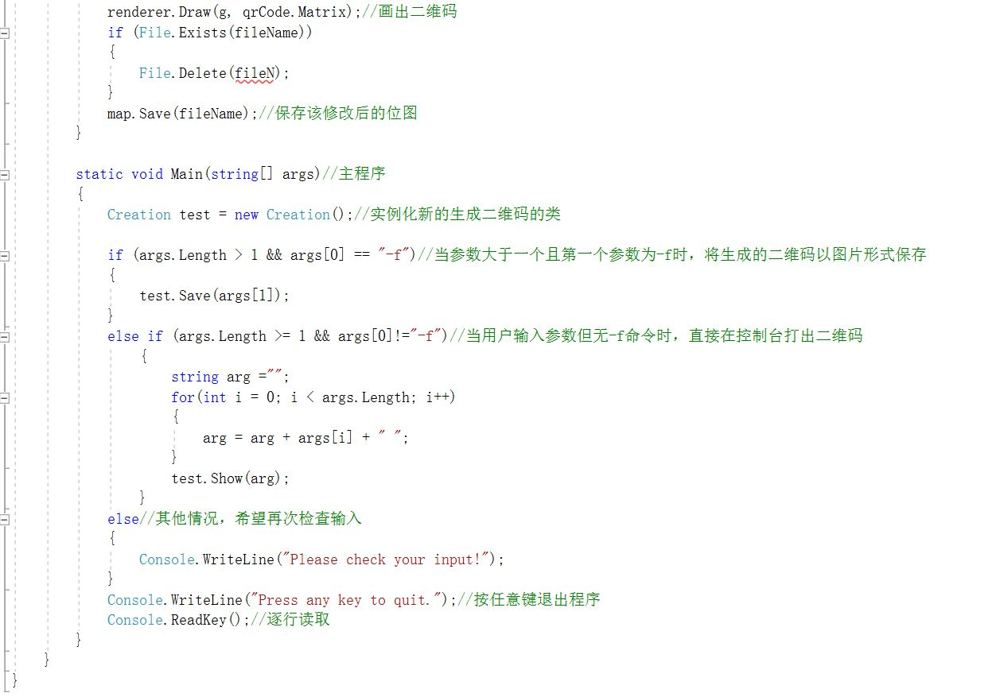 renderer.Draw(g, qrCode.Matrix);//画出二维码
if (File.Exists(fileName))
{
File.Delete(fileN);
}
map.Save(fileName);//保存该修改后的位图
}
static void Main(string[] args)//主程序
{
Creation test = new Creation();//实例化新的生成二维码的类
if (args.Length > 1 && args[0] == "-f")//当参数大于一个且第一个参数为-f时，将生成的二维码以图片形式保存
{
test.Save(args[1]);
}
else if (args.Length >= 1 && args[0]!="-f")//当用户输入参数但无-f命令时，直接在控制台打出二维码
{
string arg ="";
for(int i = 0; i < args.Length; i++)
{
arg = arg + args[i] + " ";
}
test.Show(arg);
}
else//其他情况，希望再次检查输入
{
Console.WriteLine("Please check your input!");
}
Console.WriteLine("Press any key to quit.");//按任意键退出程序
Console.ReadKey();//逐行读取
}
}
}